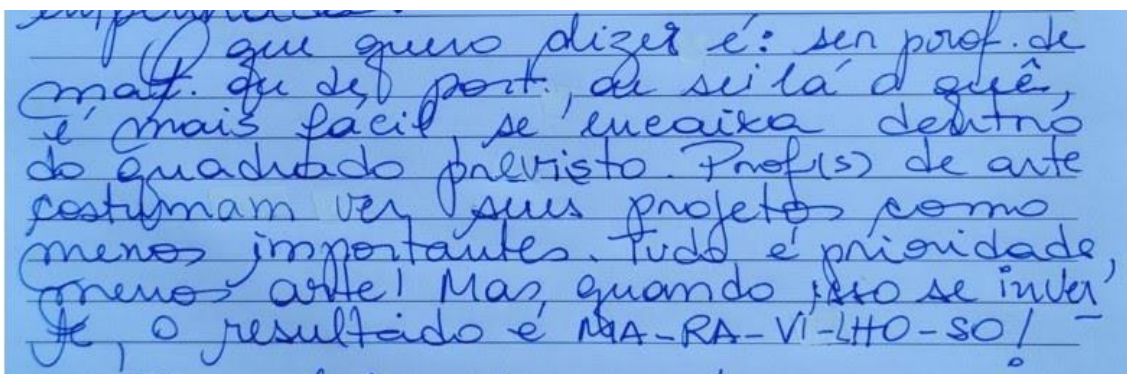 O que quero dizer é: ser prof. de
mat. ou de port., ou sei lá o quê,
é mais fácil, se encaixa dentro
do quadrado previsto. Prof(s) de arte
costumam ver seus projetos como
menos importantes. Tudo é prioridade,
menos arte! Mas, quando isso se inver-
te, o resultado é MA-RA-VI-LHO-SO!